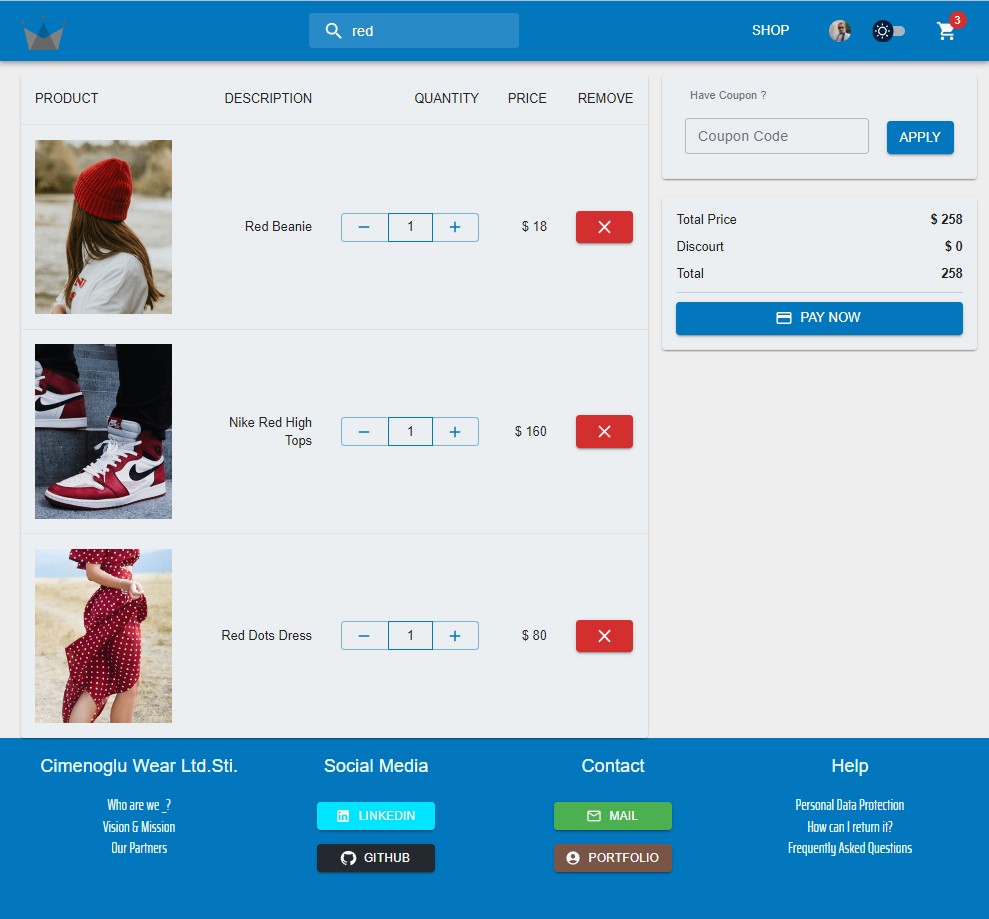 red
SHOP
3
PRODUCT DESCRIPTION QUANTITY PRICE REMOVE
Red Beanie 1 $ 18
Nike Red High
Tops
1 $ 160
Red Dots Dress 1 $ 80
Have Coupon ?
Coupon Code APPLY
Total Price $ 258
Discourt $ 0
Total 258
PAY NOW
Cimenoglu Wear Ltd.Sti.
Who are we _?
Vision & Mission
Our Partners
Social Media
LINKEDIN
GITHUB
Contact
MAIL
PORTFOLIO
Help
Personal Data Protection
How can I return it?
Frequently Asked Questions